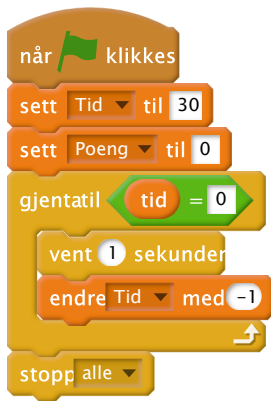 når klikkes
sett Tid til 30
sett Poeng til 0
gjentatil tid = 0
vent 1 sekunder
endre Tid med -1
stopp alle